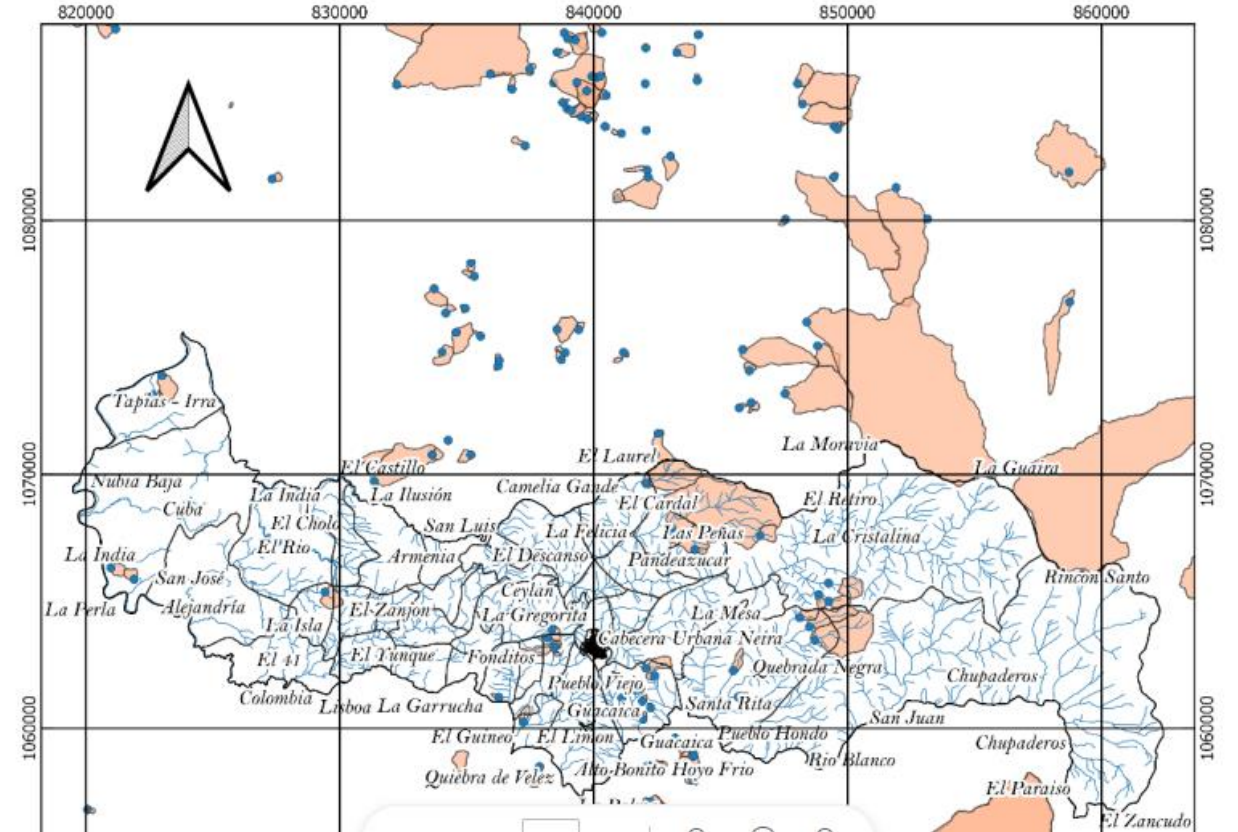 820000 830000 840000 850000 860000
1080000 1080000
Tapias - Irra
La Moravia
El Laurel
La Guaira
1070000 1070000
El Castillo
Nubia Baja
La India
La Ilusión
Camelia Gande
El Cardal
El Retiro
Cuba
El Cholo
San Luis
La Felicia
Las Peñas
La Cristalina
El Rio
La India
Armenia
El Descanso
Pandeazucar
San José
Rincon Santo
Ceylan
La Perla
Alejandría
El Zanjon
La Gregorita
La Mesa
La Isla
Cabecera Urbana Neira
El 41
El Yunque
Fonditos
Quebrada Negra
Chupaderos
Pueblo Viejo
Colombia
Lisboa
La Garrucha
Guacaica
Santa Rita
San Juan
1060000 1060000
El Guineo
El Limon
Guacaica
Pueblo Hondo
Chupaderos
Rio Blanco
Quiebra de Velez
Alto Bonito
Hoyo Frio
El Paraiso
El Zancudo